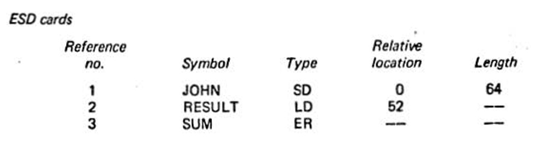 ESD cards
Reference no. Symbol Type Relative location Length
1 JOHN SD 0 64
2 RESULT LD 52 --
3 SUM ER -- --